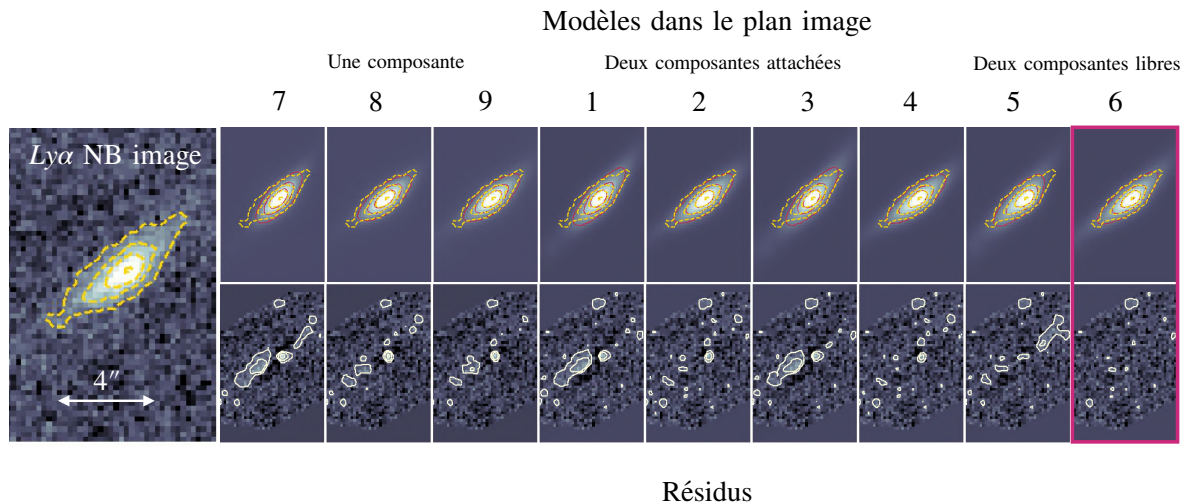 Modèles dans le plan image
Une composante Deux composantes attachées Deux composantes libres
7 8 9 1 2 3 4 5 6
Lyα NB image
4″
Résidus